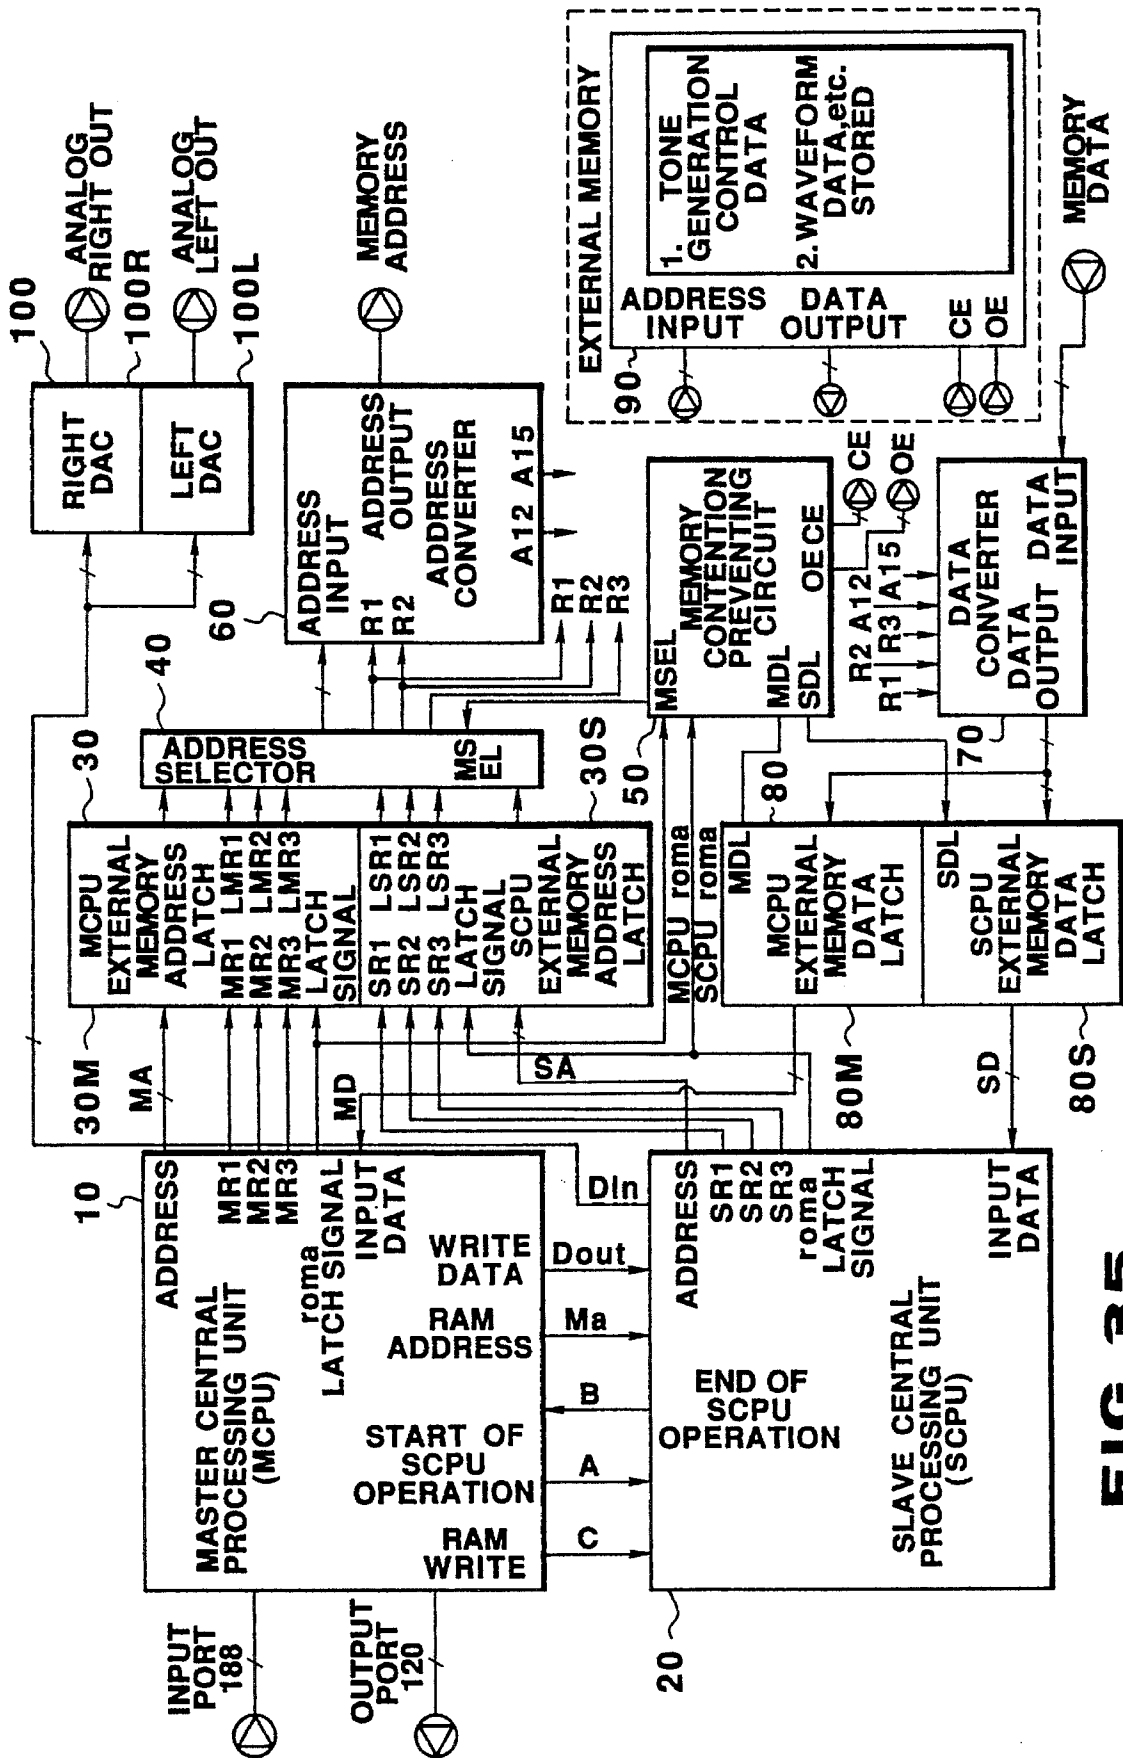 INPUT
PORT
188
OUTPUT
PORT
120
10
MASTER CENTRAL
PROCESSING UNIT
(MCPU)
ADDRESS
MR1
MR2
MR3
roma
LATCH SIGNAL
INPUT
DATA
WRITE
DATA
RAM
ADDRESS
START OF
SCPU
OPERATION
RAM
WRITE
Dout
Ma
B
A
C
DIn
20
SLAVE CENTRAL
PROCESSING UNIT
(SCPU)
END OF
SCPU
OPERATION
ADDRESS
SR1
SR2
SR3
roma
LATCH
SIGNAL
INPUT
DATA
MA
MD
SA
SD
30M
30
MCPU
EXTERNAL
MEMORY
ADDRESS
LATCH
MR1 LMR1
MR2 LMR2
MR3 LMR3
LATCH
SIGNAL
SR1 LSR1
SR2 LSR2
SR3 LSR3
LATCH
SIGNAL
SCPU
EXTERNAL
MEMORY
ADDRESS
LATCH
30S
40
ADDRESS
SELECTOR
MS
EL
MCPU roma
SCPU roma
80M
80
MDL
MCPU
EXTERNAL
MEMORY
DATA
LATCH
SDL
SCPU
EXTERNAL
MEMORY
DATA
LATCH
80S
50
MSEL
MEMORY
CONTENTION
PREVENTING
CIRCUIT
MDL
SDL
OE CE
CE
OE
60
ADDRESS
INPUT
R1
R2
ADDRESS
OUTPUT
ADDRESS
CONVERTER
A12 A15
R1
R2
R3
70
R1 R2 R3 A12 A15
DATA
CONVERTER
DATA
OUTPUT
DATA
INPUT
100
RIGHT
DAC
100R
LEFT
DAC
100L
ANALOG
RIGHT OUT
ANALOG
LEFT OUT
MEMORY
ADDRESS
EXTERNAL MEMORY
90
ADDRESS
INPUT
DATA
OUTPUT
CE
OE
1. TONE
GENERATION
CONTROL
DATA
2. WAVEFORM
DATA, etc.
STORED
MEMORY
DATA